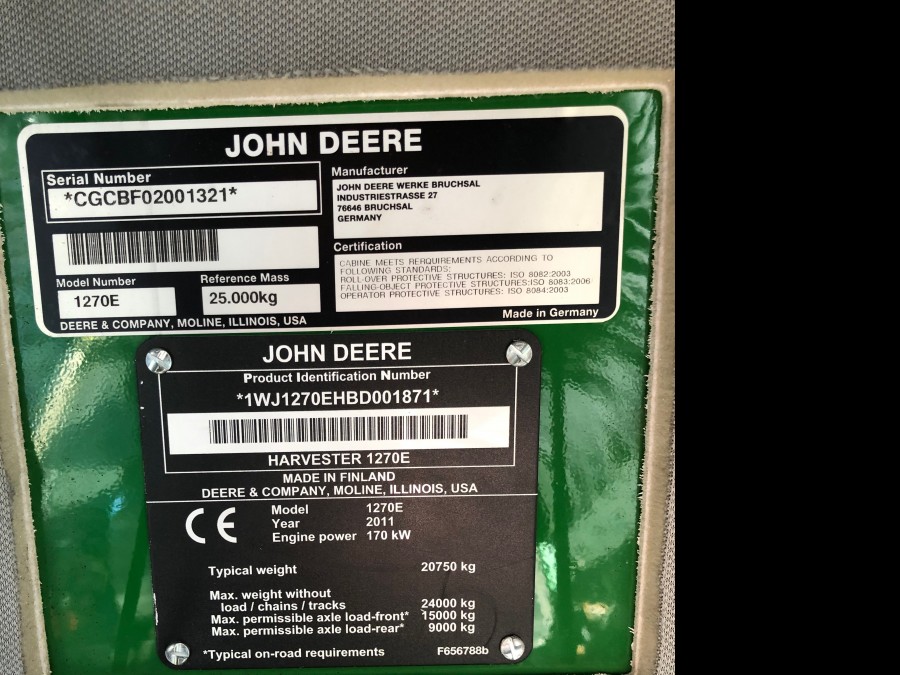 JOHN DEERE
Serial Number
*CGCBF02001321*
Manufacturer
JOHN DEERE WERKE BRUCHSAL
INDUSTRIESTRASSE 27
76646 BRUCHSAL
GERMANY
Certification
CABINE MEETS RERQUIREMENTS ACCORDING TO
FOLLOWING STANDARDS:
ROLL-OVER PROTECTIVE STRUCTURES: ISO 8082:2003
FALLING-OBJECT PROTECTIVE STRUCTURES:ISO 8083:2006
OPERATOR PROTECTIVE STRUCTURES: ISO 8084:2003
Model Number
1270E
Reference Mass
25.000kg
DEERE & COMPANY, MOLINE, ILLINOIS, USA
Made in Germany
JOHN DEERE
Product Identification Number
*1WJ1270EHBD001871*
HARVESTER 1270E
MADE IN FINLAND
DEERE & COMPANY, MOLINE, ILLINOIS, USA
CE
Model 1270E
Year 2011
Engine power 170 kW
Typical weight 20750 kg
Max. weight without
load / chains / tracks 24000 kg
Max. permissible axle load-front* 15000 kg
Max. permissible axle load-rear* 9000 kg
*Typical on-road requirements F656788b